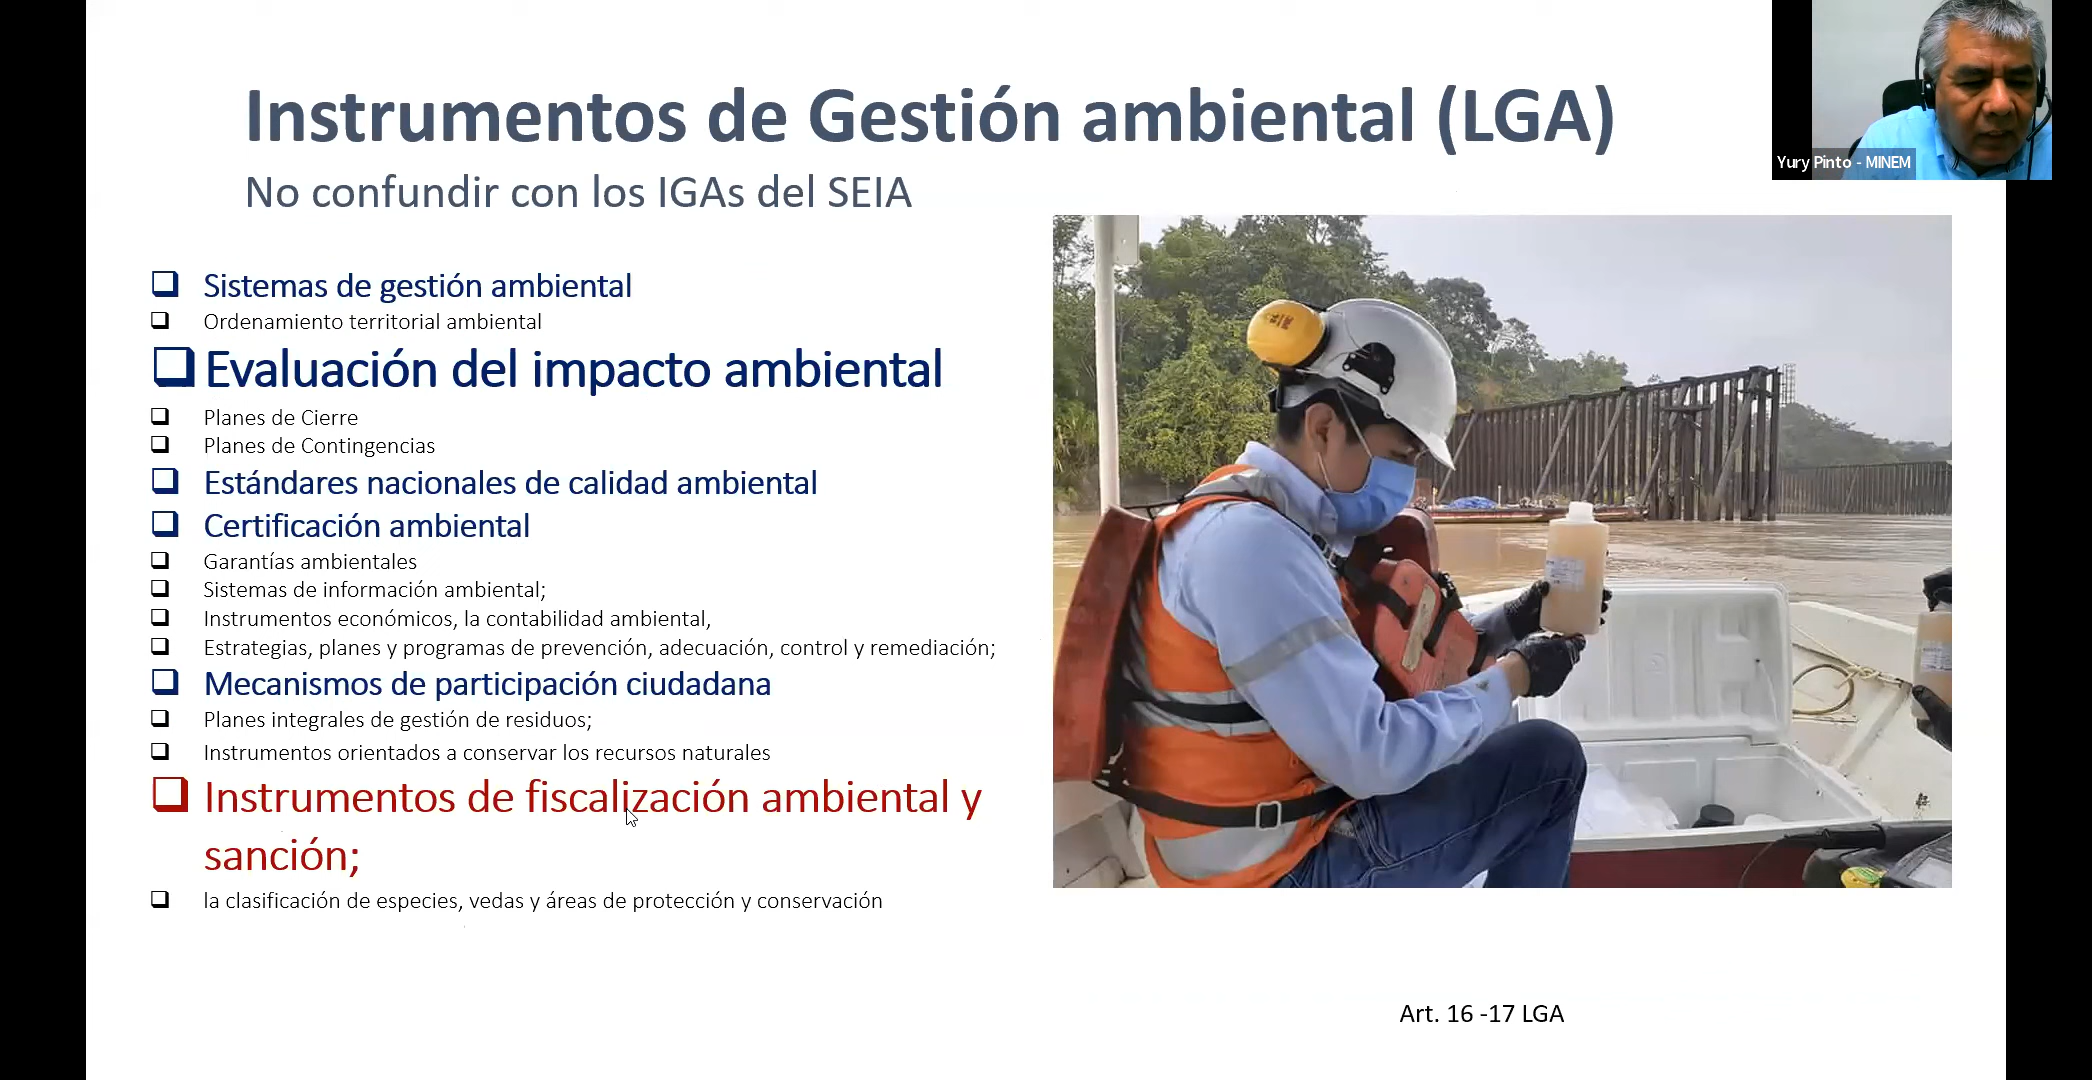 Instrumentos de Gestión ambiental (LGA)
No confundir con los IGAs del SEIA
Yury Pinto - MINEM
Sistemas de gestión ambiental
Ordenamiento territorial ambiental
Evaluación del impacto ambiental
Planes de Cierre
Planes de Contingencias
Estándares nacionales de calidad ambiental
Certificación ambiental
Garantías ambientales
Sistemas de información ambiental;
Instrumentos económicos, la contabilidad ambiental,
Estrategias, planes y programas de prevención, adecuación, control y remediación;
Mecanismos de participación ciudadana
Planes integrales de gestión de residuos;
Instrumentos orientados a conservar los recursos naturales
Instrumentos de fiscalización ambiental y
sanción;
la clasificación de especies, vedas y áreas de protección y conservación
Art. 16 -17 LGA